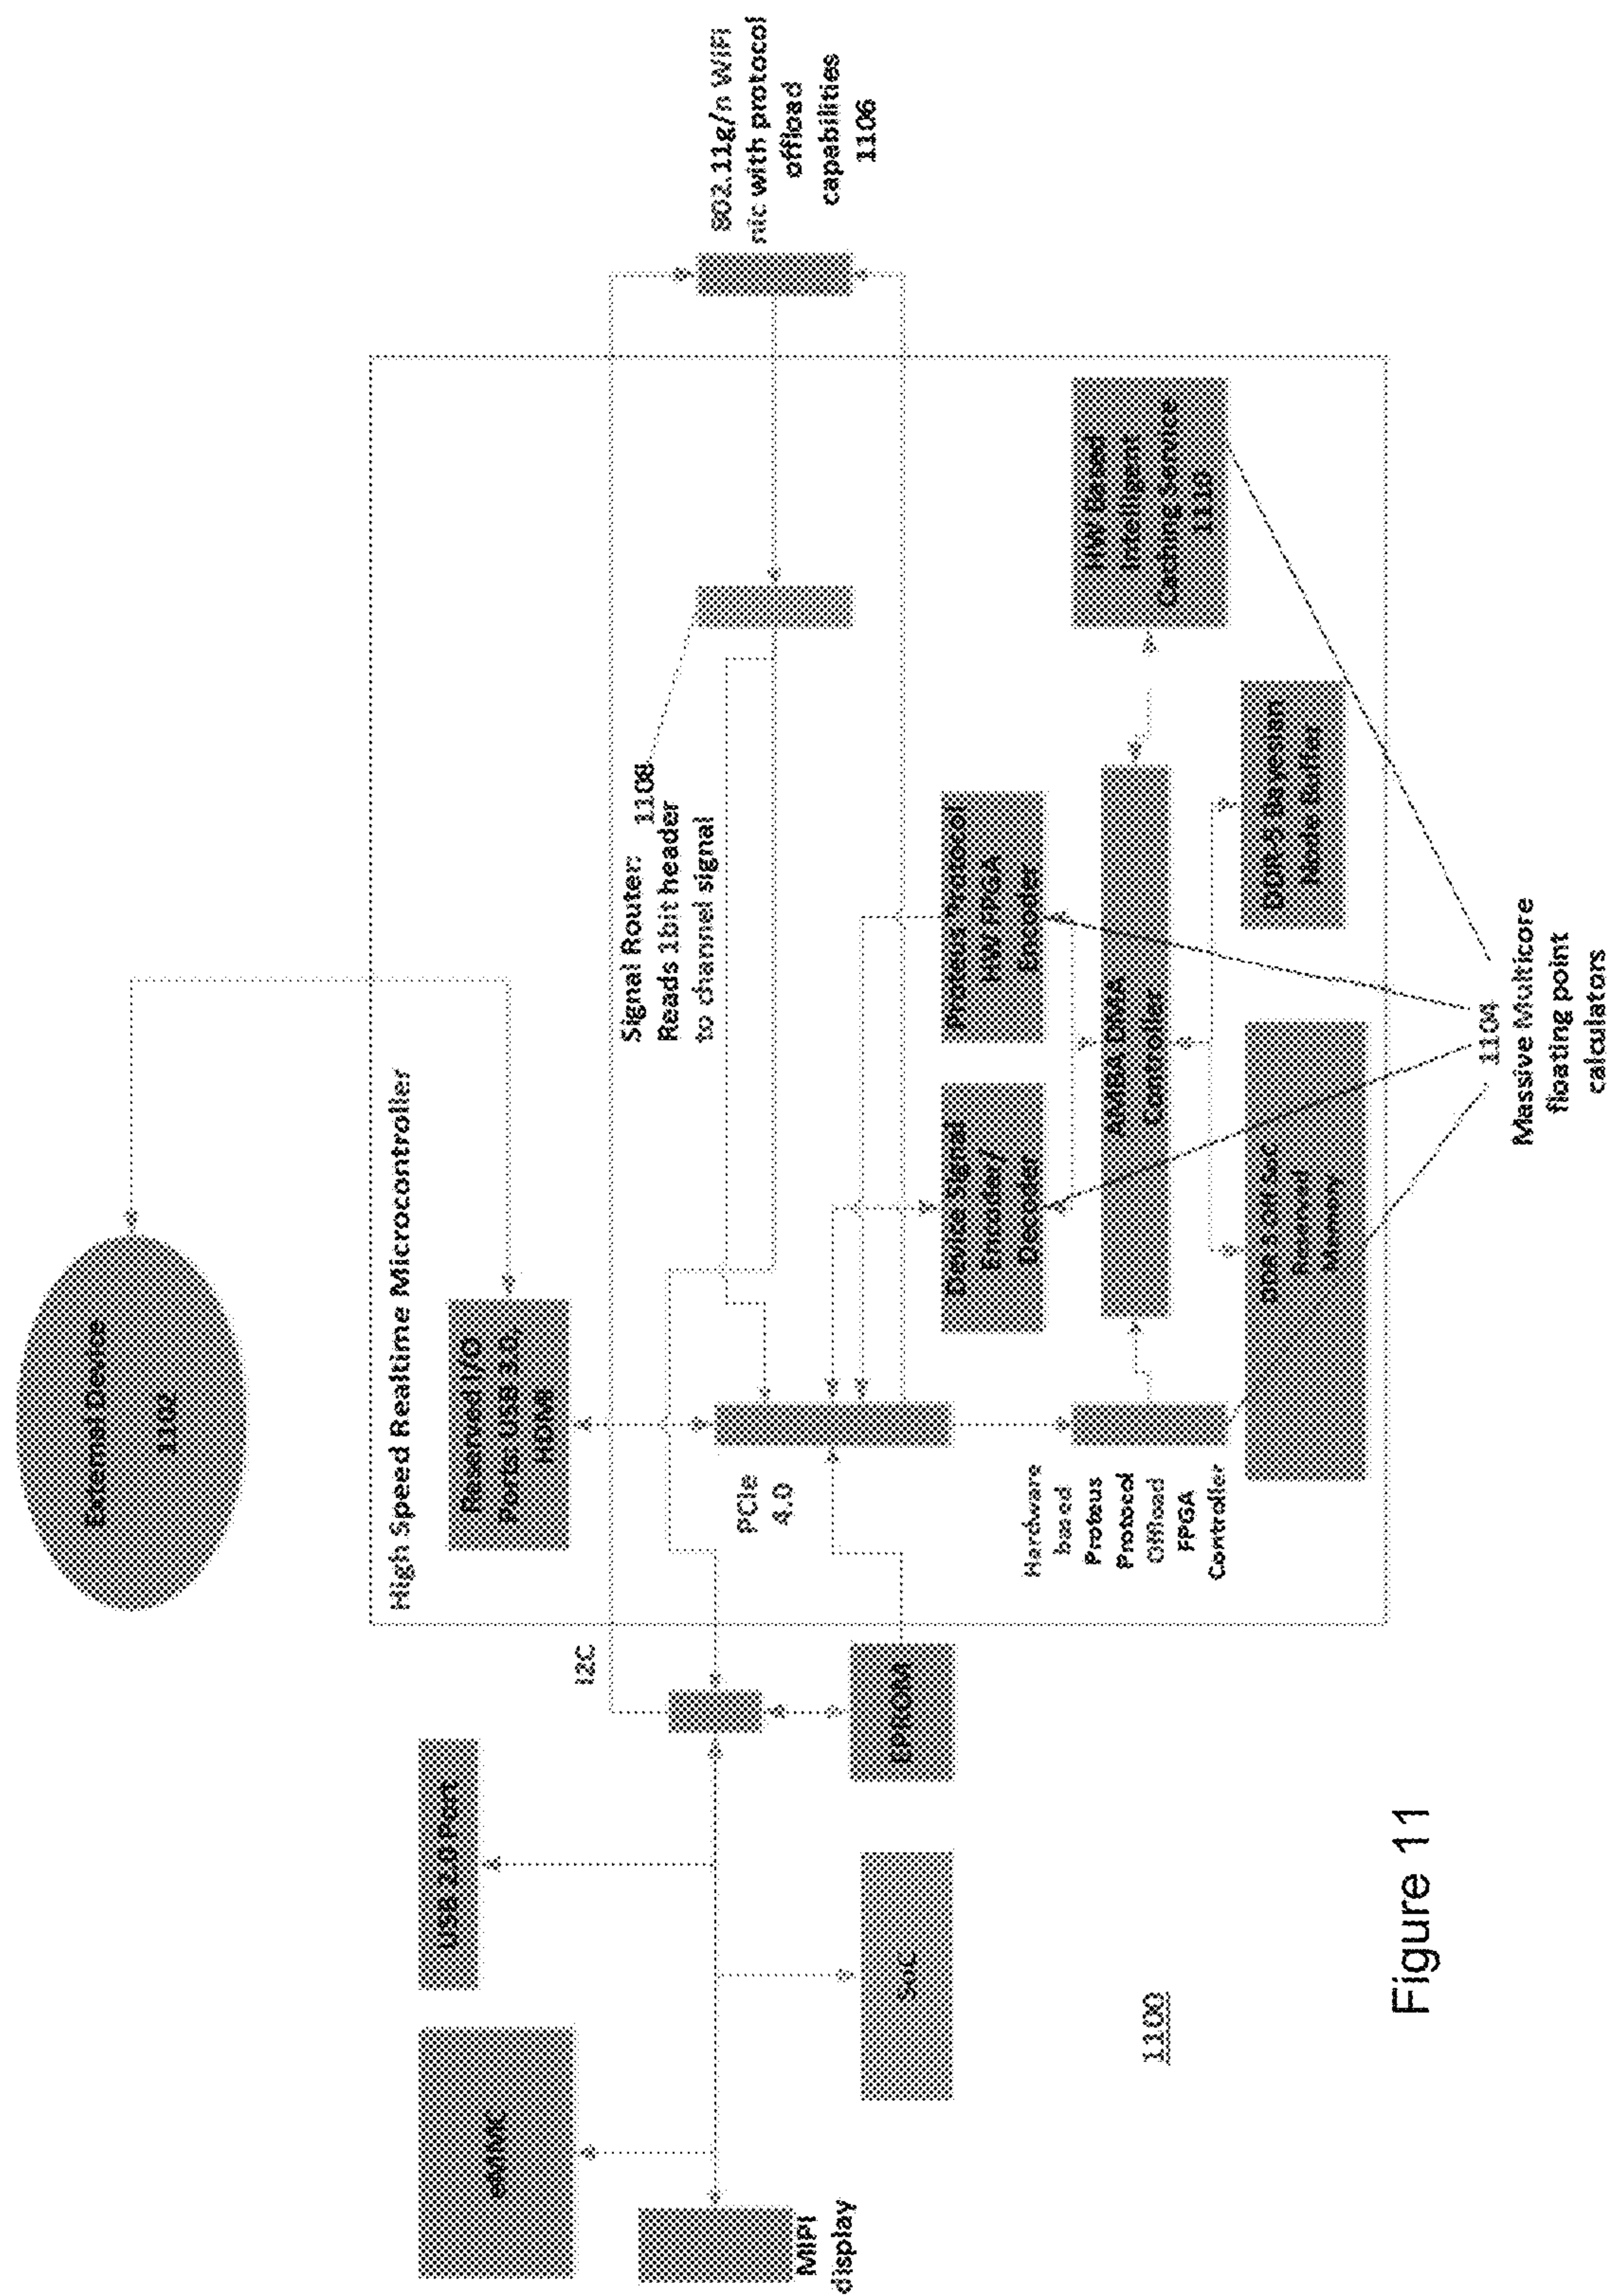 External Device
1102
High Speed Realtime Microcontroller
Reserved I/O
Ports: USB 3.0,
HDMI
Signal Router: 1108
Reads 1bit header
to channel signal
802.11g/n WiFi
nic with protocol
offload
capabilities
1106
I2C
PCIe
4.0
USB 2.0 Port
eMMC
MIPI
display
SoC
EPROM
Device Signal
Encoder/
Decoder
Proteus Protocol
HW FPGA
Encoder
AMBA DMA
Controller
HW Based
Intelligent
Caching Service
1110
Hardware
based
Proteus
Protocol
Offload
FPGA
Controller
DDR 5 Off SoC
Reserved
Memory
DDR-5 Bayesian
Node Buffer
1104
Massive Multicore
floating point
calculators
1100
Figure 11